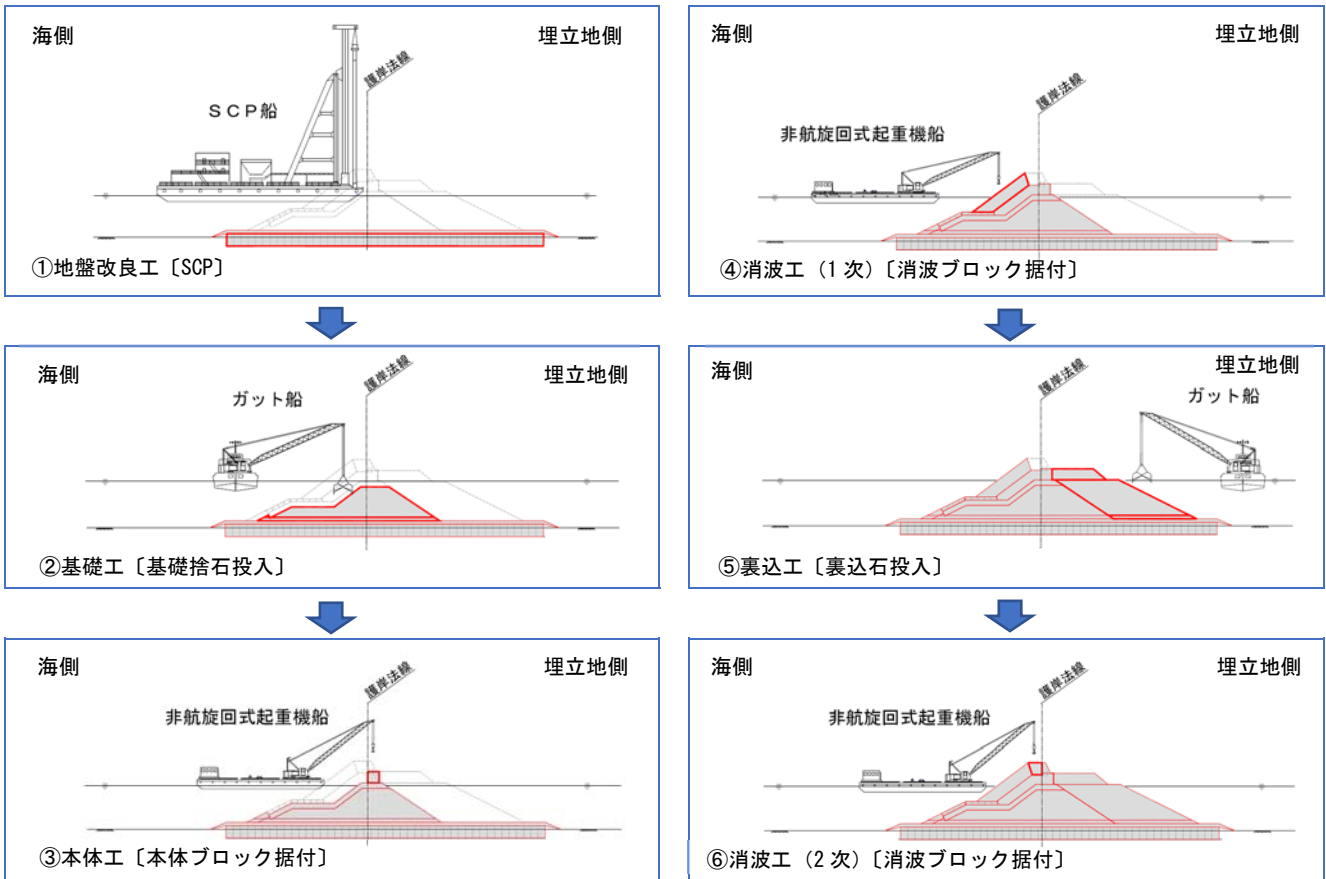 海側
埋立地側
護岸法線
ＳＣＰ船
①地盤改良工〔SCP〕
海側
埋立地側
護岸法線
ガット船
②基礎工〔基礎捨石投入〕
海側
埋立地側
護岸法線
非航旋回式起重機船
③本体工〔本体ブロック据付〕
海側
埋立地側
護岸法線
非航旋回式起重機船
④消波工（1 次）〔消波ブロック据付〕
海側
埋立地側
護岸法線
ガット船
⑤裏込工〔裏込石投入〕
海側
埋立地側
護岸法線
非航旋回式起重機船
⑥消波工（2 次）〔消波ブロック据付〕